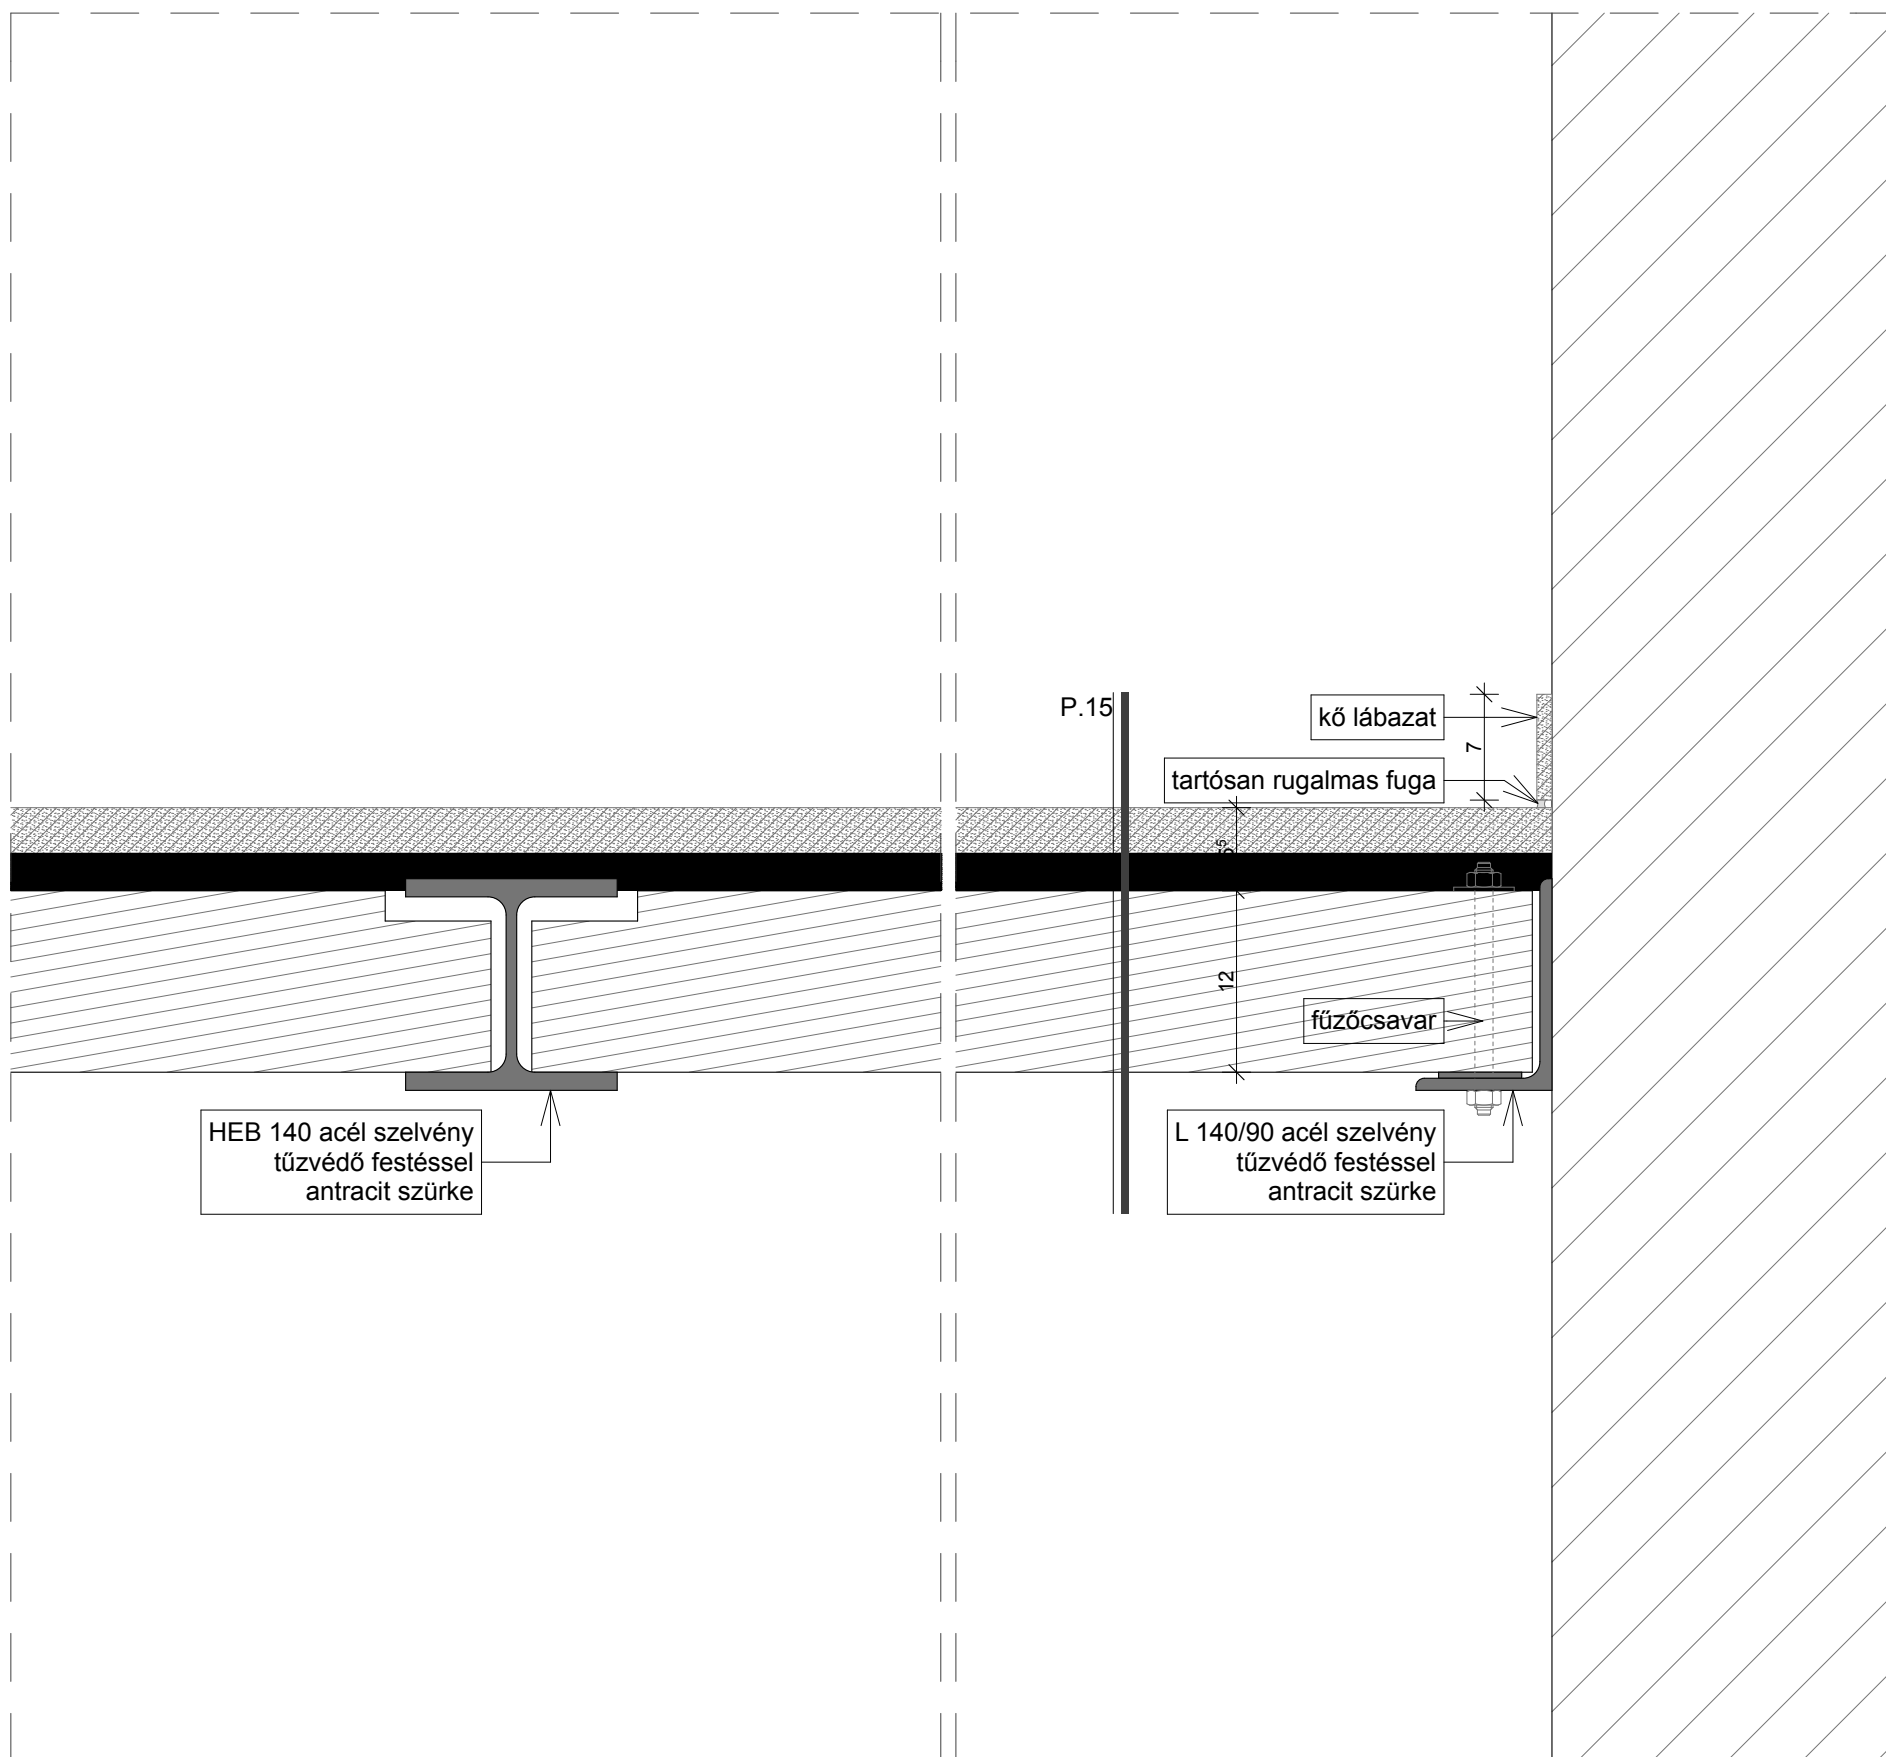 P.15
kő lábazat
7
tartósan rugalmas fuga
5⁵
12
fűzőcsavar
HEB 140 acél szelvény
tűzvédő festéssel
antracit szürke
L 140/90 acél szelvény
tűzvédő festéssel
antracit szürke